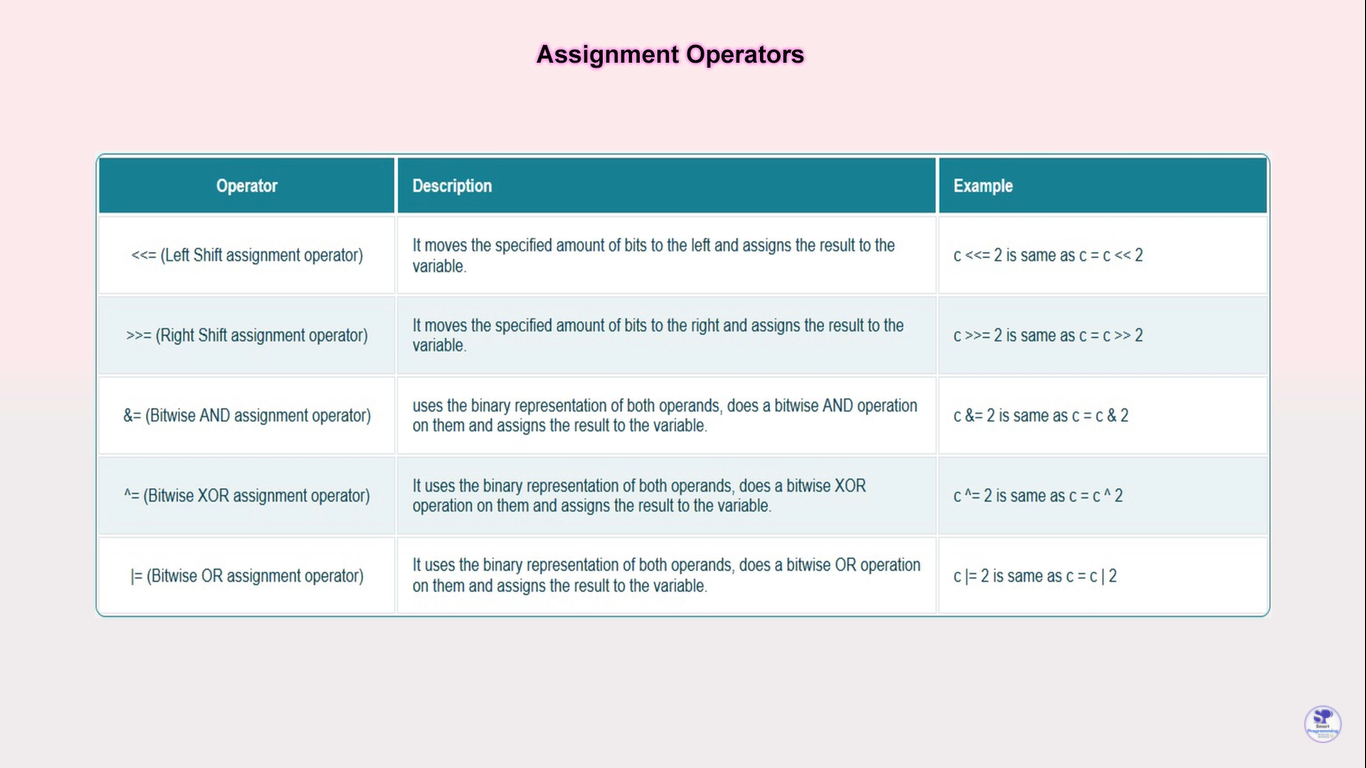 Assignment Operators
Operator
Description
Example
<<= (Left Shift assignment operator)
It moves the specified amount of bits to the left and assigns the result to the
variable.
c <<= 2 is same as c = c << 2
>>= (Right Shift assignment operator)
It moves the specified amount of bits to the right and assigns the result to the
variable.
c >>= 2 is same as c = c >> 2
&= (Bitwise AND assignment operator)
uses the binary representation of both operands, does a bitwise AND operation
on them and assigns the result to the variable.
c &= 2 is same as c = c & 2
^= (Bitwise XOR assignment operator)
It uses the binary representation of both operands, does a bitwise XOR
operation on them and assigns the result to the variable.
c ^= 2 is same as c = c ^ 2
|= (Bitwise OR assignment operator)
It uses the binary representation of both operands, does a bitwise OR operation
on them and assigns the result to the variable.
c |= 2 is same as c = c | 2
SP
Smart
Programming